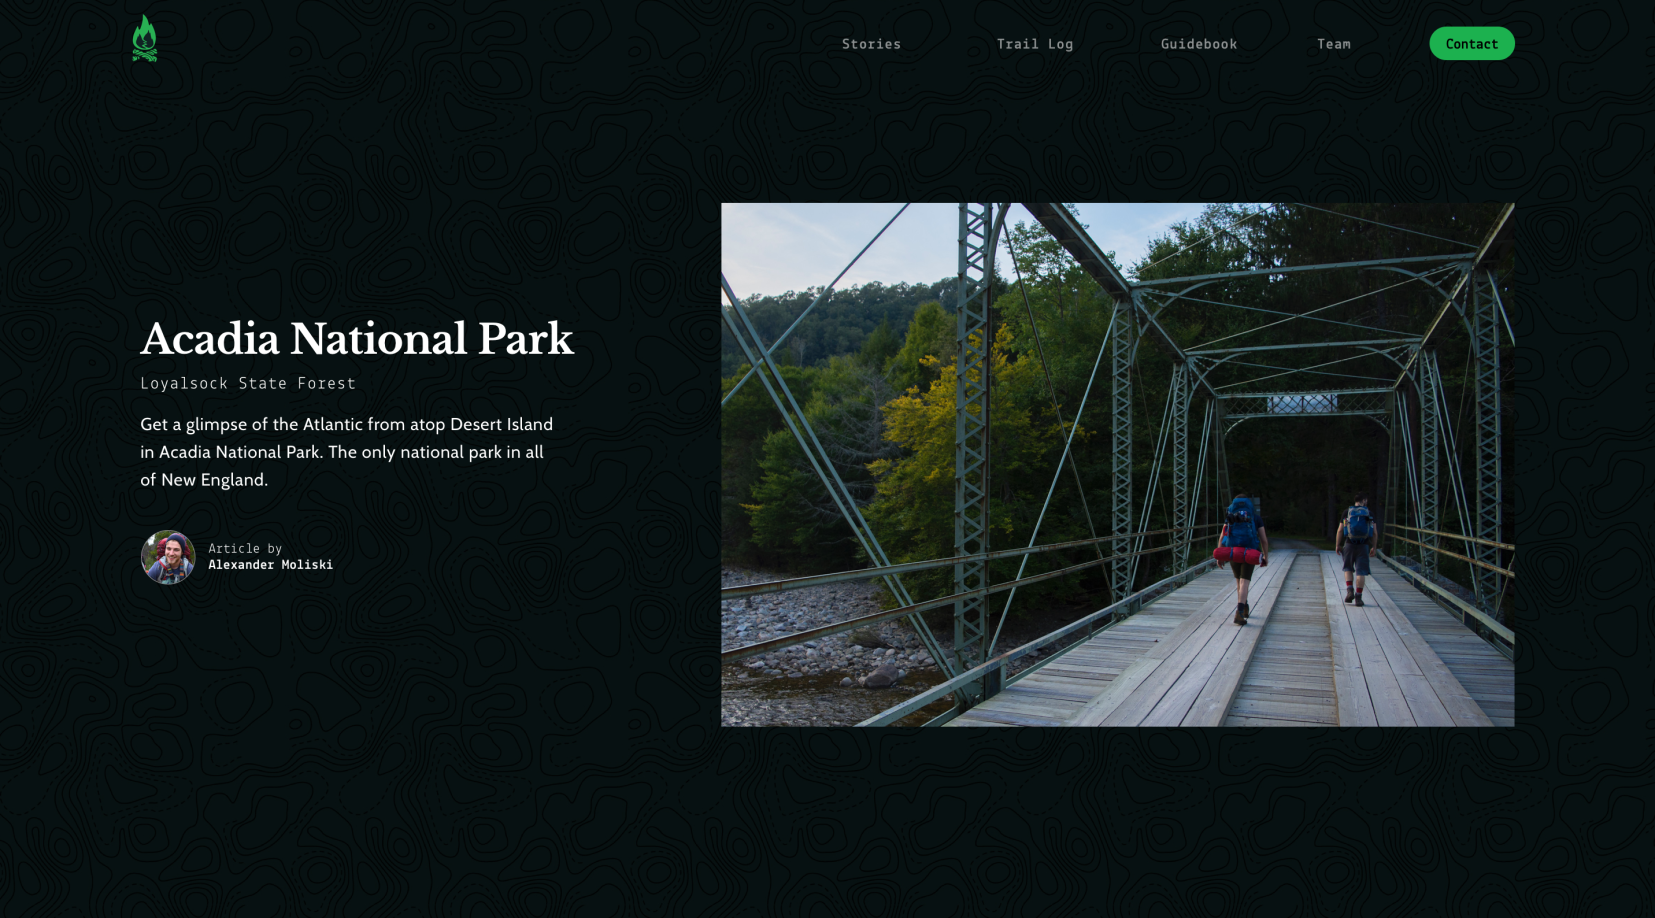 Stories
Trail Log
Guidebook
Team
Contact
Acadia National Park
Loyalsock State Forest
Get a glimpse of the Atlantic from atop Desert Island
in Acadia National Park. The only national park in all
of New England.
Article by
Alexander Moliski